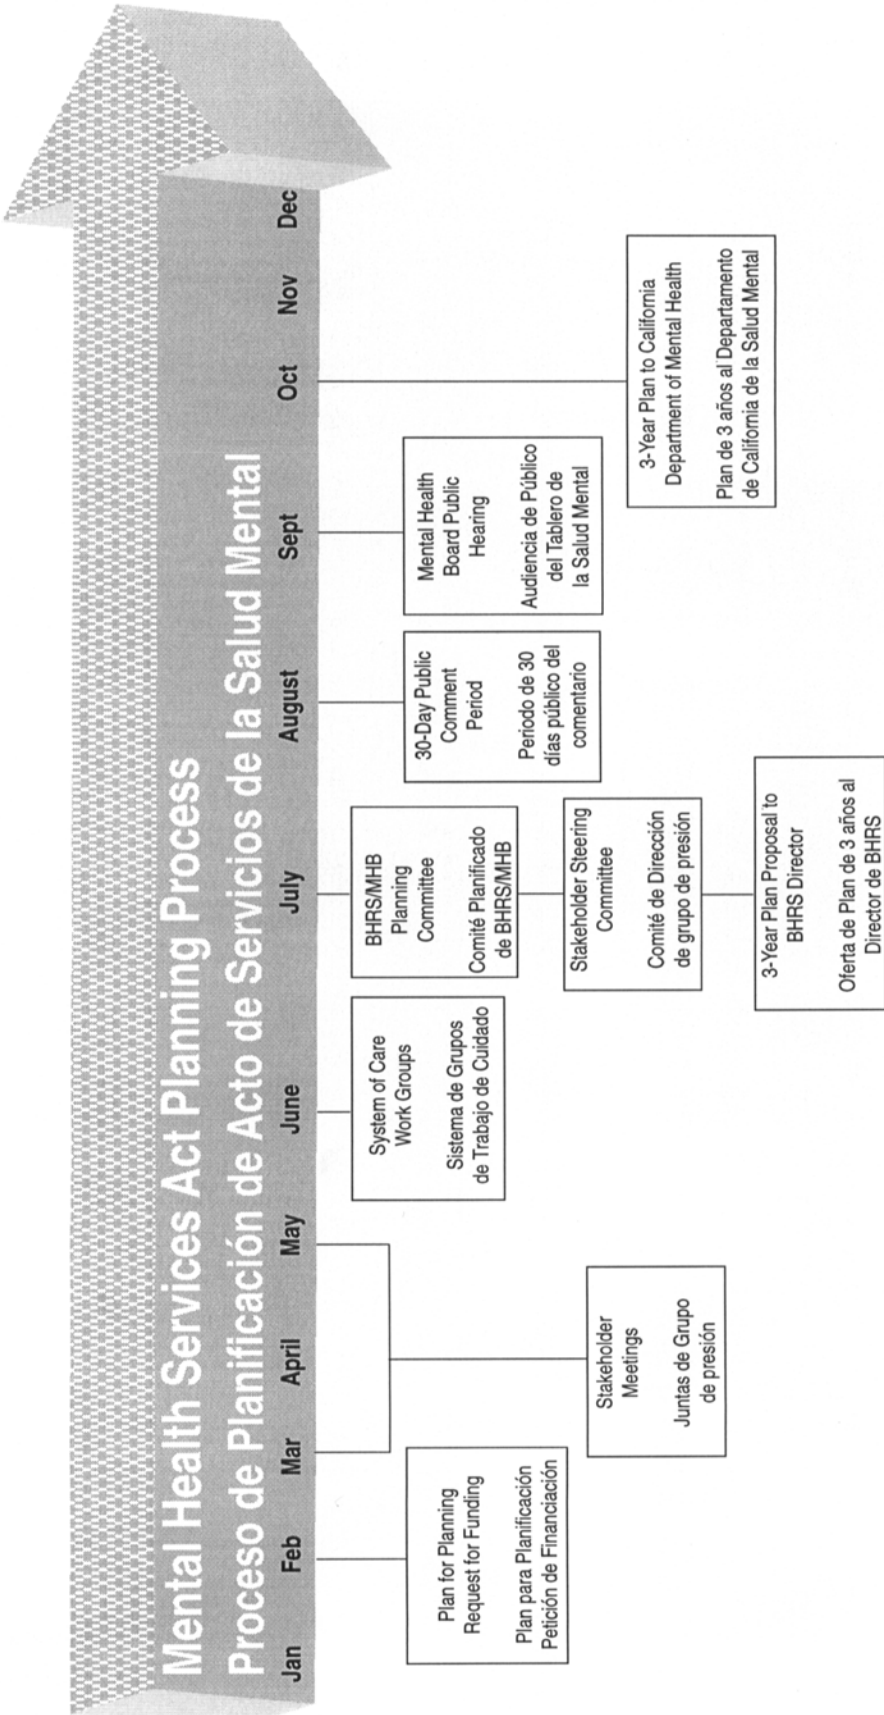 Mental Health Services Act Planning Process
Proceso de Planificación de Acto de Servicios de la Salud Mental
Jan Feb Mar April May June July August Sept Oct Nov Dec
Plan for Planning
Request for Funding
Plan para Planificación
Petición de Financiación
Stakeholder
Meetings
Juntas de Grupo
de presión
System of Care
Work Groups
Sistema de Grupos
de Trabajo de Cuidado
BHRS/MHB
Planning
Committee
Comité Planificado
de BHRS/MHB
Stakeholder Steering
Committee
Comité de Dirección
de grupo de presión
3-Year Plan Proposal to
BHRS Director
Oferta de Plan de 3 años al
Director de BHRS
30-Day Public
Comment
Period
Periodo de 30
días público del
comentario
Mental Health
Board Public
Hearing
Audiencia de Público
del Tablero de
la Salud Mental
3-Year Plan to California
Department of Mental Health
Plan de 3 años al Departamento
de California de la Salud Mental